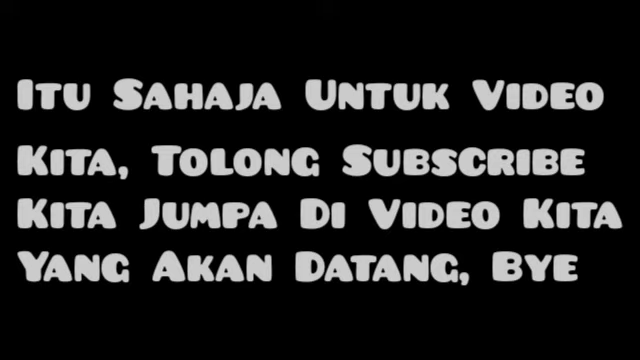 Itu Sahaja Untuk Video
Kita, Tolong Subscribe
Kita Jumpa Di Video Kita
Yang Akan Datang, Bye